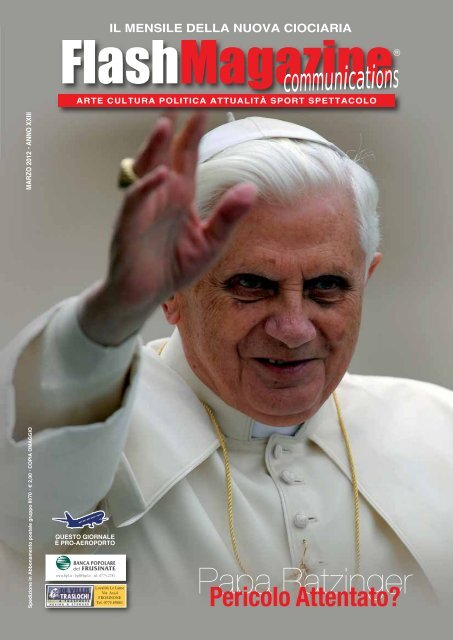 IL MENSILE DELLA NUOVA CIOCIARIA
FlashMagazine®
communications
ARTE CULTURA POLITICA ATTUALITÀ SPORT SPETTACOLO
MARZO 2012 - ANNO XXIII
Spedizione in Abbonamento postale gruppo III/70 - € 2,00 - COPIA OMAGGIO
QUESTO GIORNALE
È PRO-AEROPORTO
BANCA POPOLARE
del FRUSINATE
TRASLOCHI
FROSINONE
Papa Ratzinger
Pericolo Attentato?